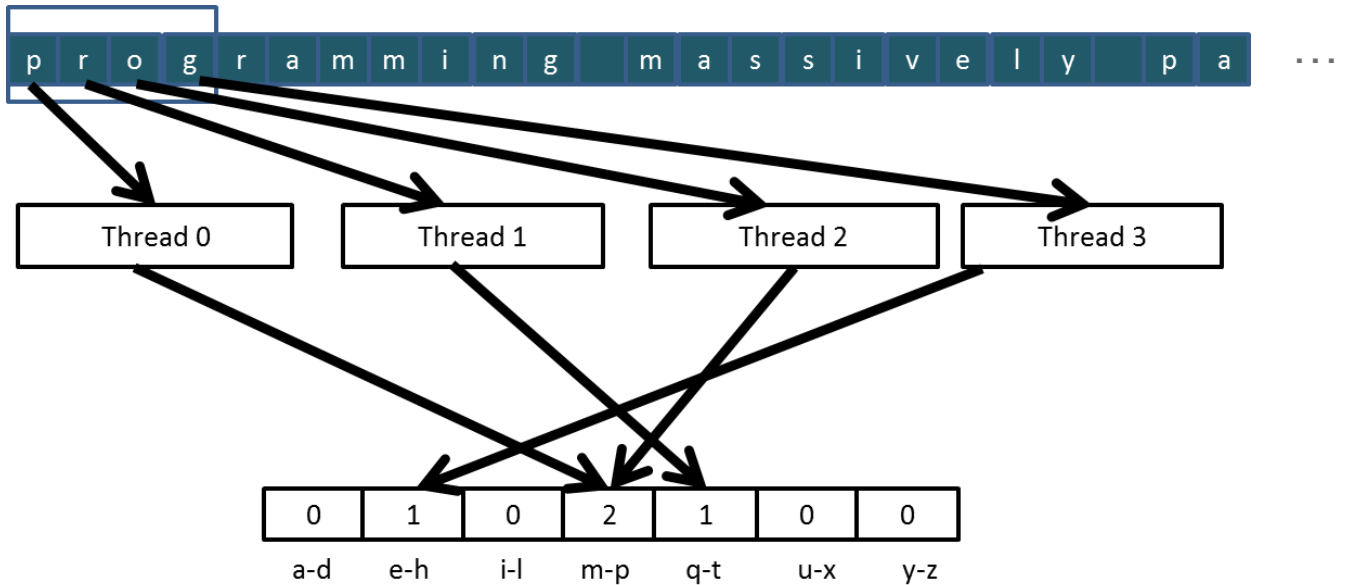 p r o g r a m m i n g m a s s i v e l y p a ...
Thread 0 Thread 1 Thread 2 Thread 3
0 1 0 2 1 0 0
a-d e-h i-l m-p q-t u-x y-z